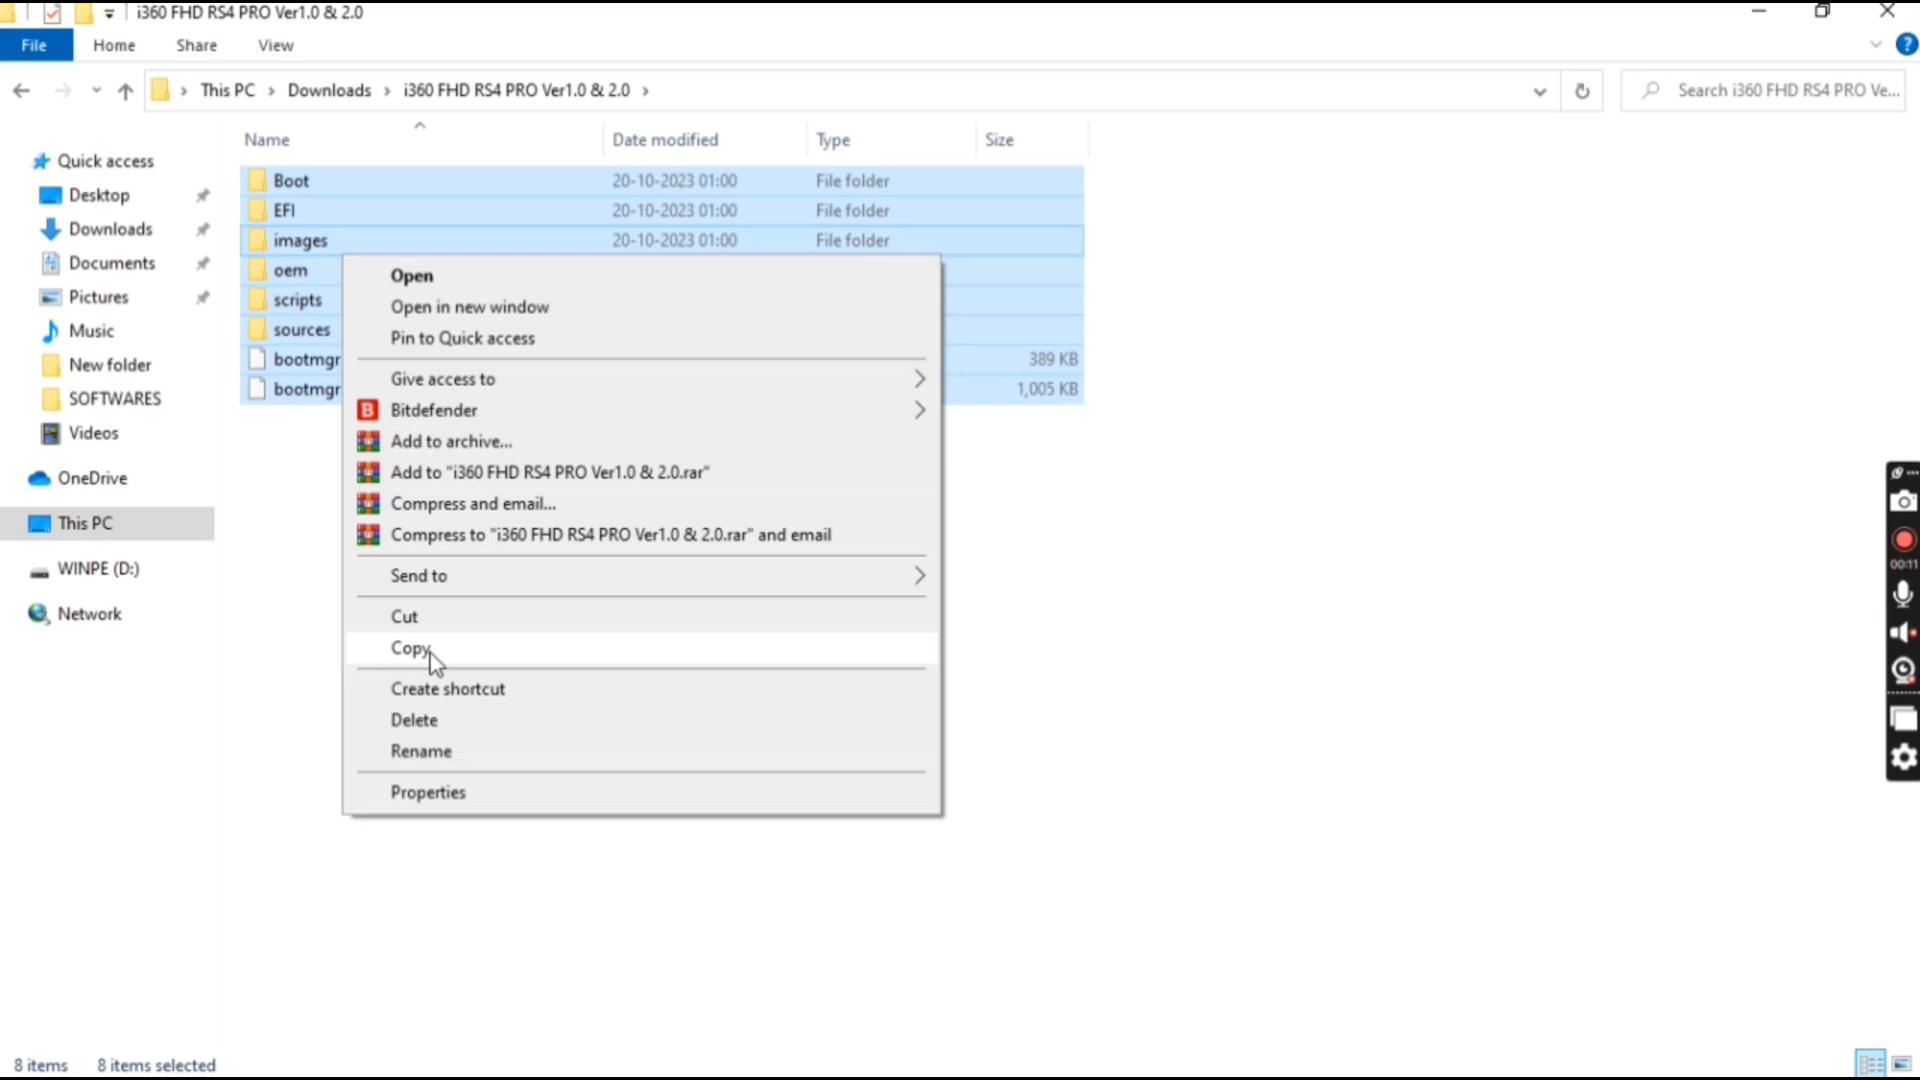 i360 FHD RS4 PRO Ver1.0 & 2.0
File Home Share View
?
This PC > Downloads > i360 FHD RS4 PRO Ver1.0 & 2.0 >
Search i360 FHD RS4 PRO Ve...
Name Date modified Type Size
Quick access
Desktop
Downloads
Documents
Pictures
Music
New folder
SOFTWARES
Videos
OneDrive
This PC
WINPE (D:)
Network
Boot 20-10-2023 01:00 File folder
EFI 20-10-2023 01:00 File folder
images 20-10-2023 01:00 File folder
oem
scripts
sources
bootmgr 389 KB
bootmgr 1,005 KB
Open
Open in new window
Pin to Quick access
Give access to
B Bitdefender
Add to archive...
Add to "i360 FHD RS4 PRO Ver1.0 & 2.0.rar"
Compress and email...
Compress to "i360 FHD RS4 PRO Ver1.0 & 2.0.rar" and email
Send to
Cut
Copy
Create shortcut
Delete
Rename
Properties
00:11
8 items 8 items selected